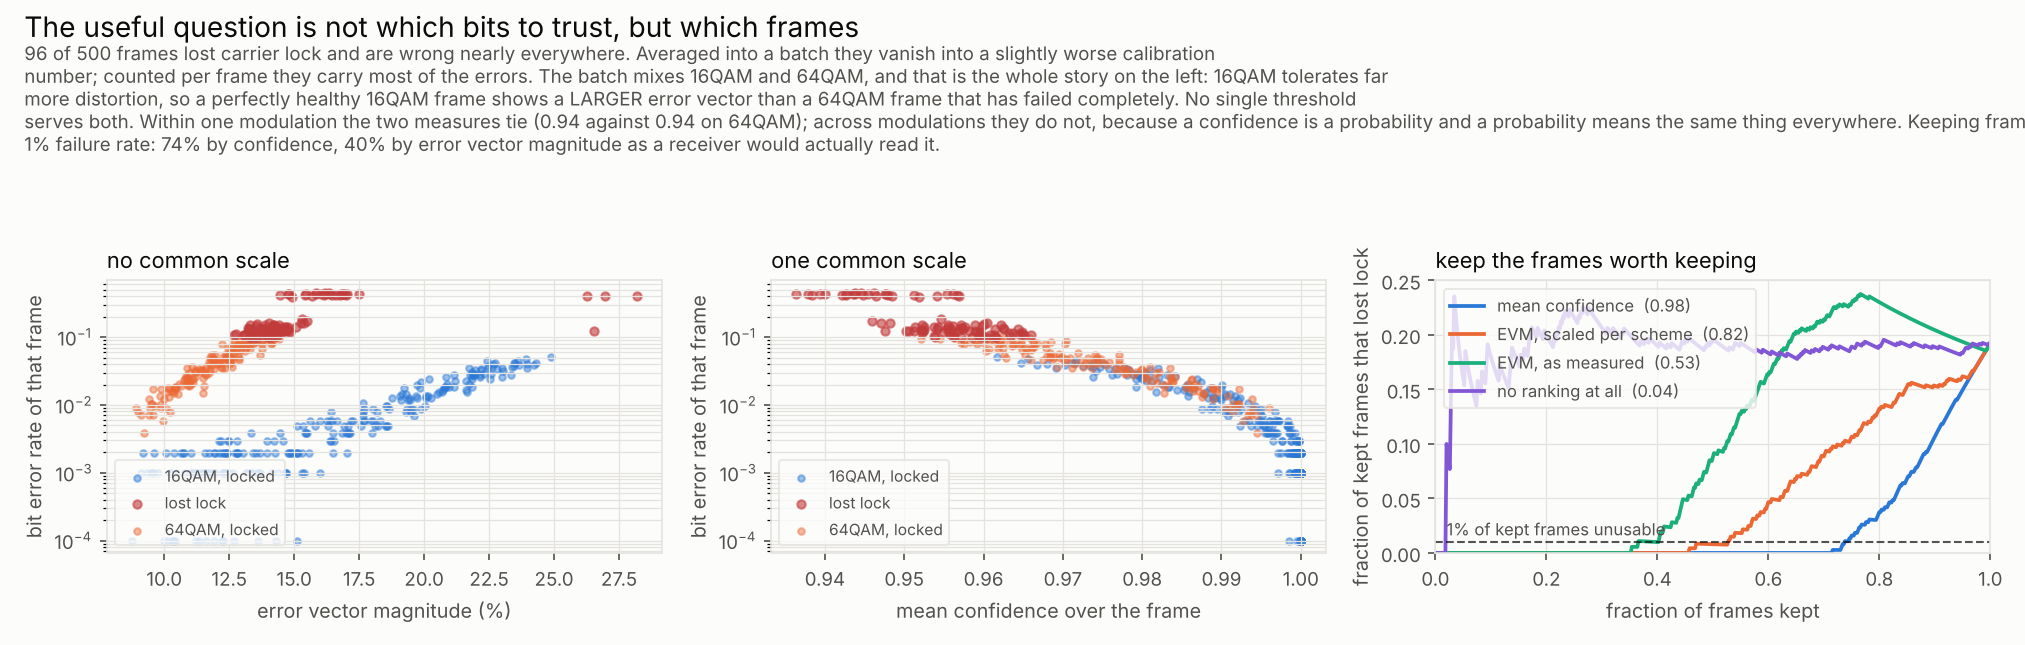 The useful question is not which bits to trust, but which frames
96 of 500 frames lost carrier lock and are wrong nearly everywhere. Averaged into a batch they vanish into a slightly worse calibration
number; counted per frame they carry most of the errors. The batch mixes 16QAM and 64QAM, and that is the whole story on the left: 16QAM tolerates far
more distortion, so a perfectly healthy 16QAM frame shows a LARGER error vector than a 64QAM frame that has failed completely. No single threshold
serves both. Within one modulation the two measures tie (0.94 against 0.94 on 64QAM); across modulations they do not, because a confidence is a probability and a probability means the same thing everywhere. Keeping fram
1% failure rate: 74% by confidence, 40% by error vector magnitude as a receiver would actually read it.
no common scale
bit error rate of that frame
10⁻¹
10⁻²
10⁻³
10⁻⁴
16QAM, locked
lost lock
64QAM, locked
10.0 12.5 15.0 17.5 20.0 22.5 25.0 27.5
error vector magnitude (%)
one common scale
bit error rate of that frame
10⁻¹
10⁻²
10⁻³
10⁻⁴
16QAM, locked
lost lock
64QAM, locked
0.94 0.95 0.96 0.97 0.98 0.99 1.00
mean confidence over the frame
keep the frames worth keeping
fraction of kept frames that lost lock
0.25
0.20
0.15
0.10
0.05
0.00
mean confidence (0.98)
EVM, scaled per scheme (0.82)
EVM, as measured (0.53)
no ranking at all (0.04)
1% of kept frames unusable
0.0 0.2 0.4 0.6 0.8 1.0
fraction of frames kept